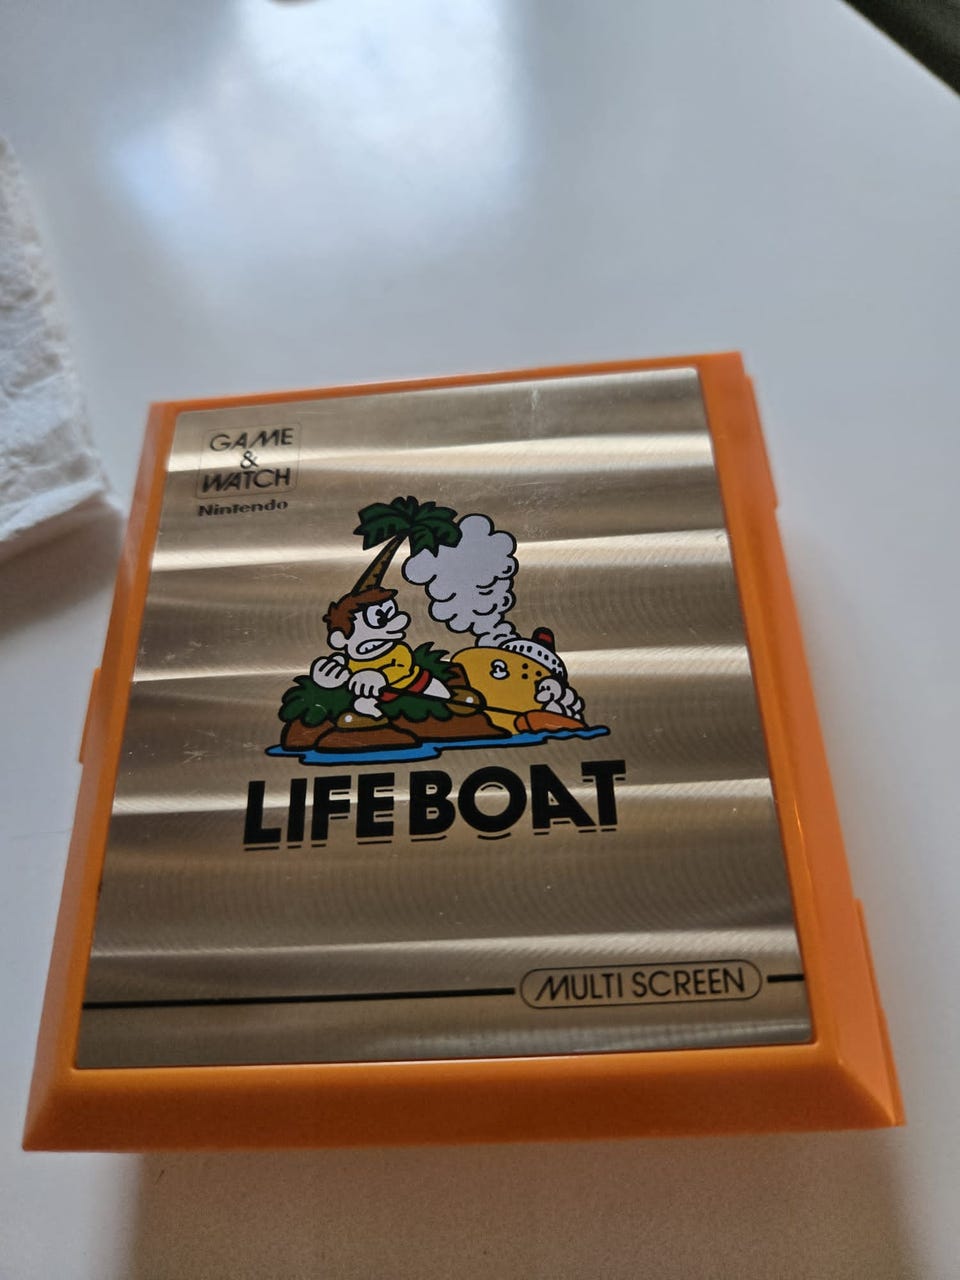 GAME
&
WATCH
Nintendo
LIFEBOAT
MULTI SCREEN